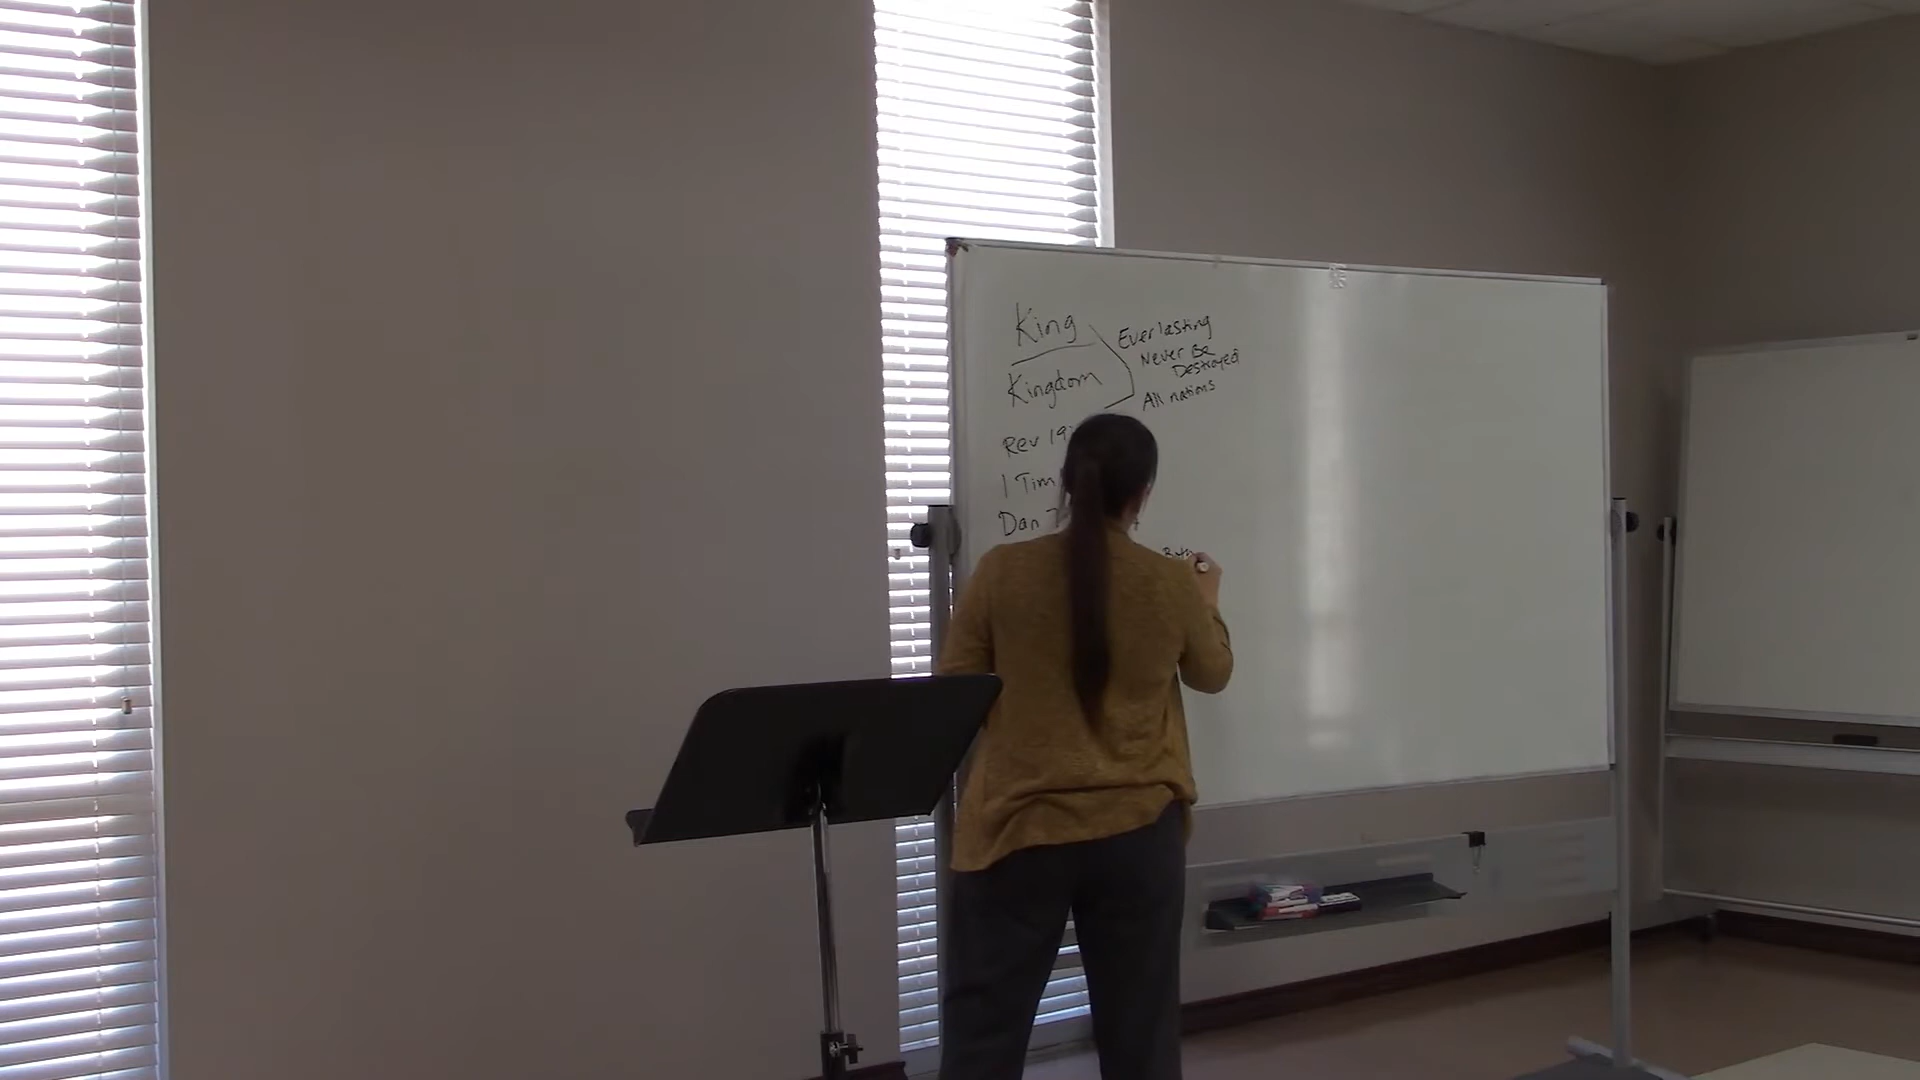 King
Everlasting
Never Be
Destroyed
Kingdom
All nations
Rev 19:
1 Tim
Dan 7